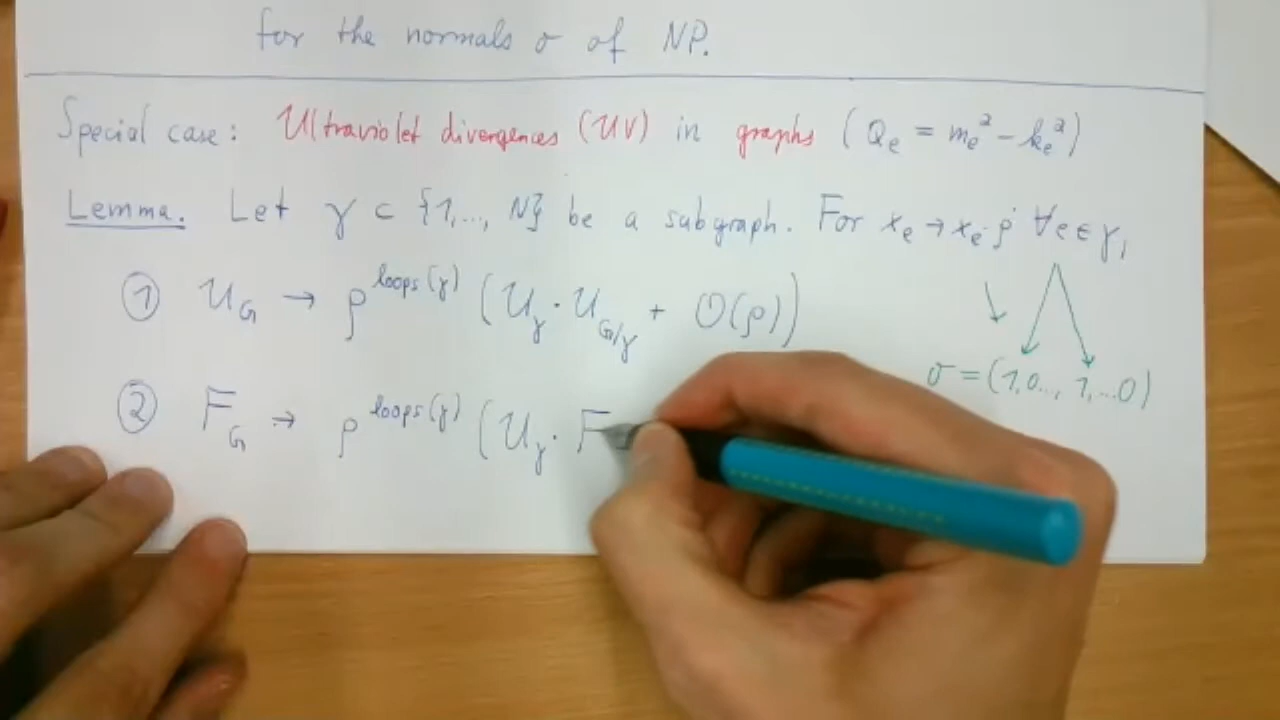 for the normals σ of NP.
Special case: Ultraviolet divergences (UV) in graphs (Q_e = m_e^2 - k_e^2)
Lemma. Let γ ⊂ {1,..., N} be a subgraph. For x_e → x_e·ρ ∀e∈γ,
① U_G → ρ^loops(γ) (U_γ · U_G/γ + O(ρ))
σ = (1,0..., 1,...0)
② F_G → ρ^loops(γ) (U_γ · F